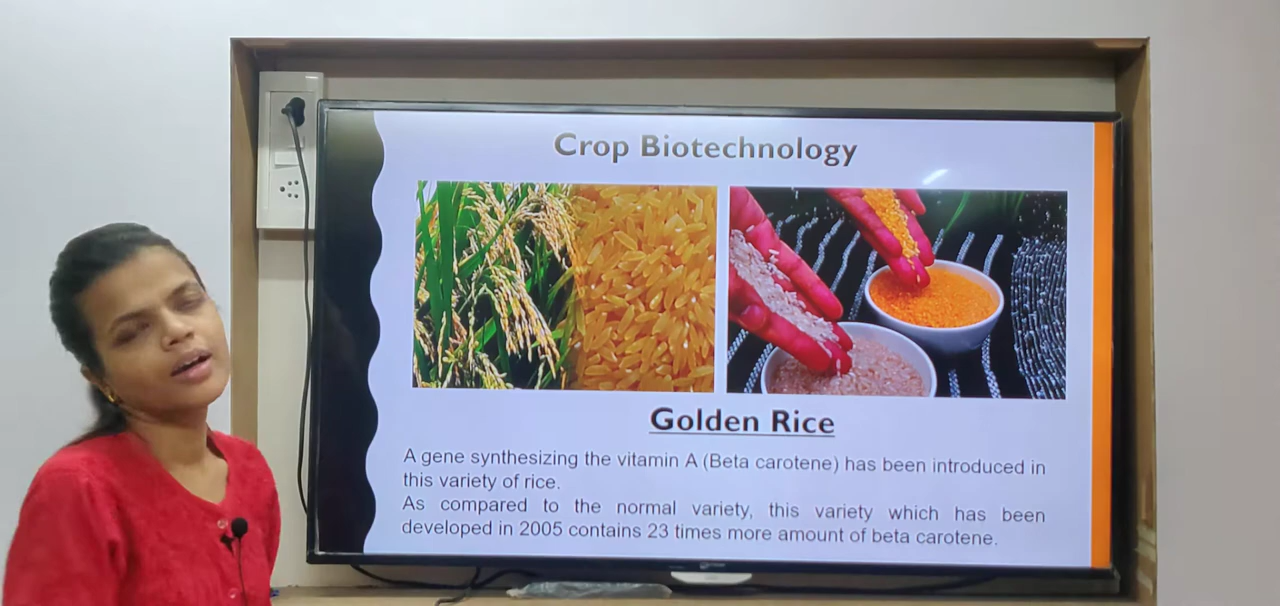 Crop Biotechnology
Golden Rice
A gene synthesizing the vitamin A (Beta carotene) has been introduced in
this variety of rice.
As compared to the normal variety, this variety which has been
developed in 2005 contains 23 times more amount of beta carotene.